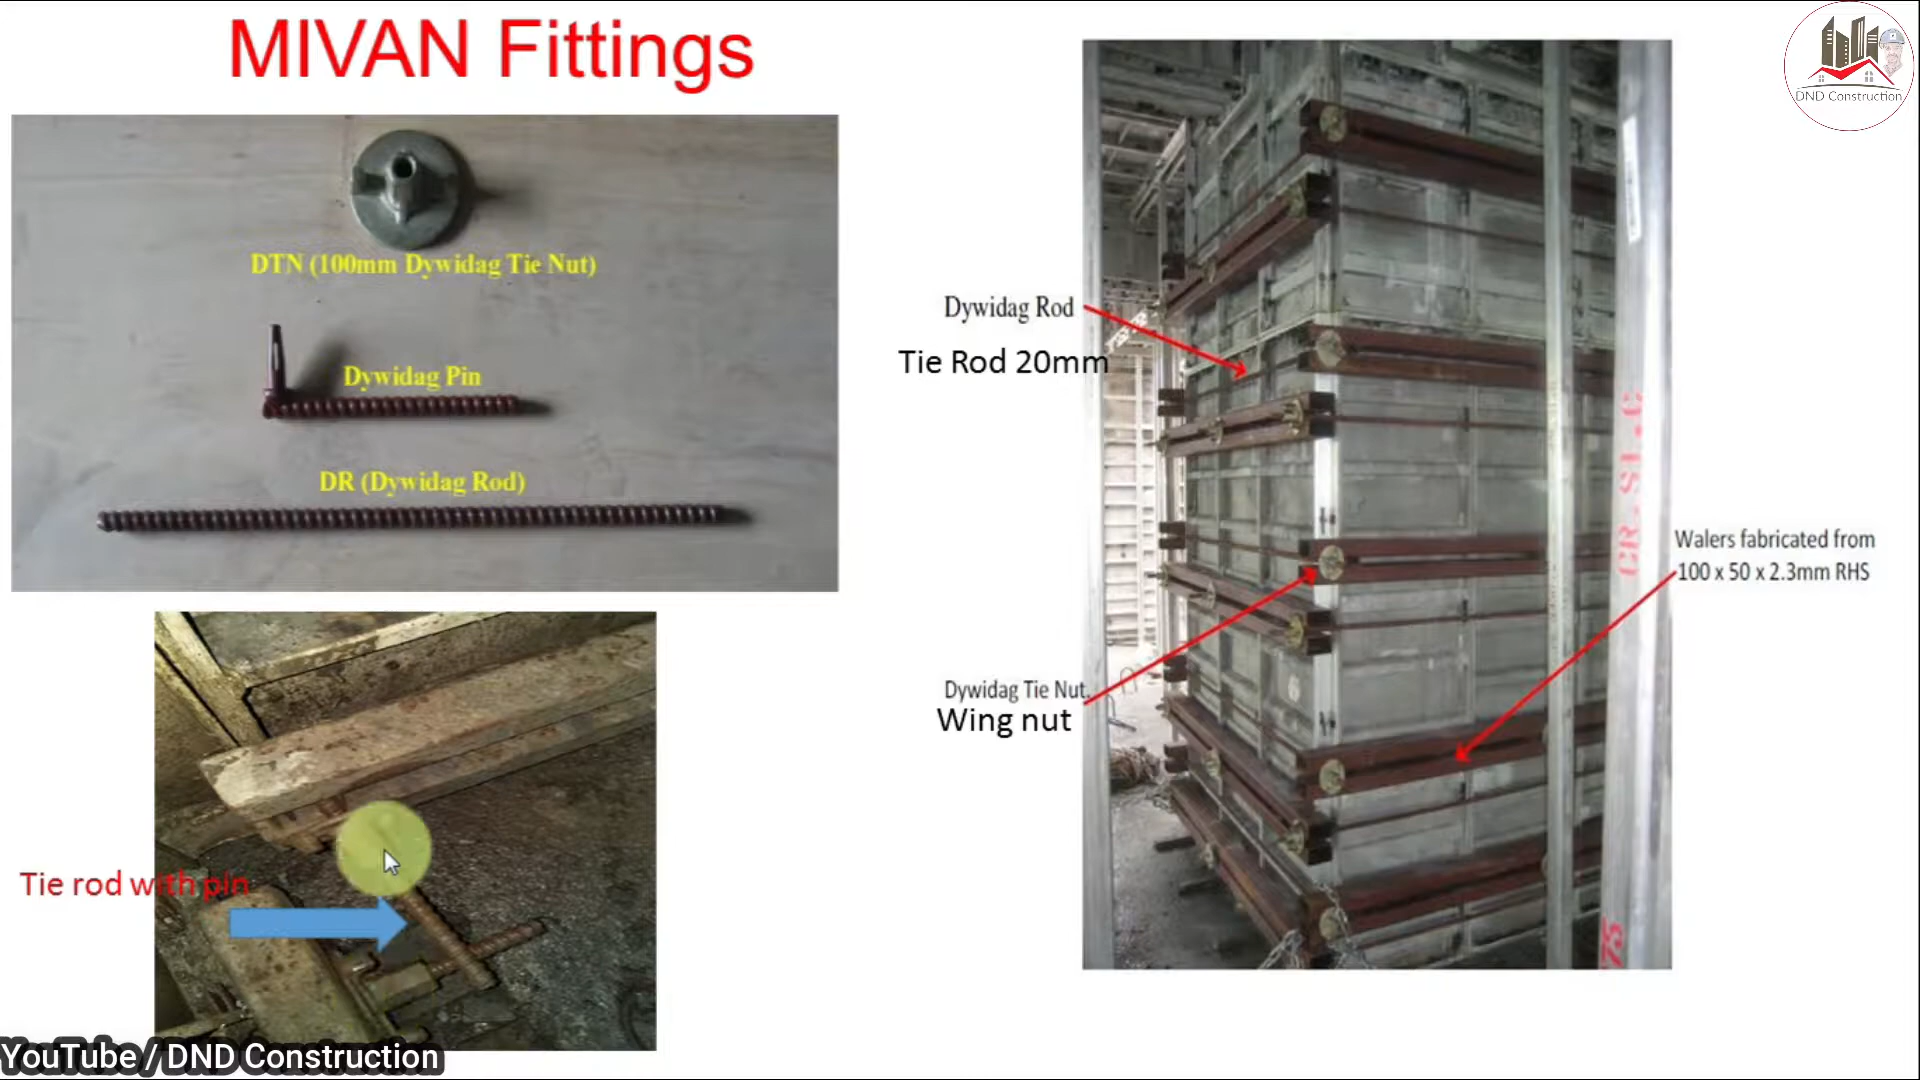 MIVAN Fittings
DND Construction
DTN (100mm Dywidag Tie Nut)
Dywidag Pin
DR (Dywidag Rod)
Dywidag Rod
Tie Rod 20mm
Walers fabricated from
100 x 50 x 2.3mm RHS
Dywidag Tie Nut.
Wing nut
Tie rod with pin
YouTube/DND Construction
75